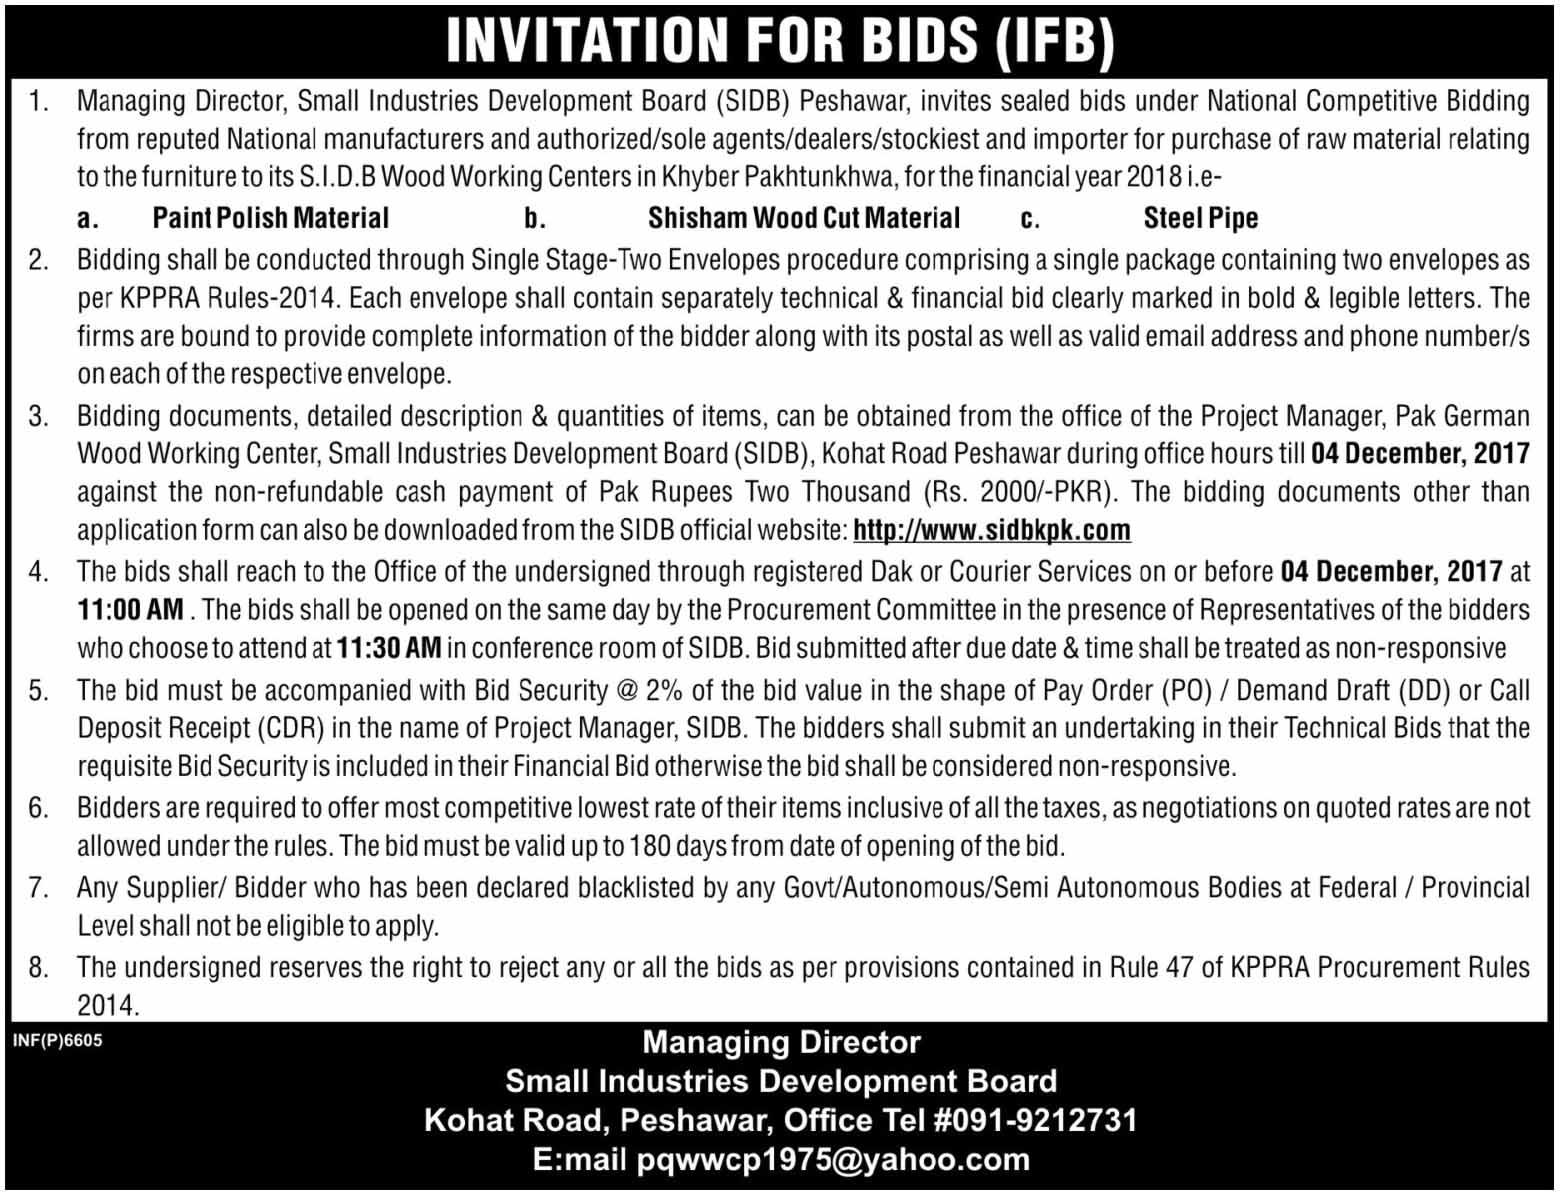 INVITATION FOR BIDS (IFB)
1. Managing Director, Small Industries Development Board (SIDB) Peshawar, invites sealed bids under National Competitive Bidding
from reputed National manufacturers and authorized/sole agents/dealers/stockiest and importer for purchase of raw material relating
to the furniture to its S.I.D.B Wood Working Centers in Khyber Pakhtunkhwa, for the financial year 2018 i.e-
a. Paint Polish Material b. Shisham Wood Cut Material c. Steel Pipe
2. Bidding shall be conducted through Single Stage-Two Envelopes procedure comprising a single package containing two envelopes as
per KPPRA Rules-2014. Each envelope shall contain separately technical & financial bid clearly marked in bold & legible letters. The
firms are bound to provide complete information of the bidder along with its postal as well as valid email address and phone number/s
on each of the respective envelope.
3. Bidding documents, detailed description & quantities of items, can be obtained from the office of the Project Manager, Pak German
Wood Working Center, Small Industries Development Board (SIDB), Kohat Road Peshawar during office hours till 04 December, 2017
against the non-refundable cash payment of Pak Rupees Two Thousand (Rs. 2000/-PKR). The bidding documents other than
application form can also be downloaded from the SIDB official website: http://www.sidbkpk.com
4. The bids shall reach to the Office of the undersigned through registered Dak or Courier Services on or before 04 December, 2017 at
11:00 AM . The bids shall be opened on the same day by the Procurement Committee in the presence of Representatives of the bidders
who choose to attend at 11:30 AM in conference room of SIDB. Bid submitted after due date & time shall be treated as non-responsive
5. The bid must be accompanied with Bid Security @ 2% of the bid value in the shape of Pay Order (PO) / Demand Draft (DD) or Call
Deposit Receipt (CDR) in the name of Project Manager, SIDB. The bidders shall submit an undertaking in their Technical Bids that the
requisite Bid Security is included in their Financial Bid otherwise the bid shall be considered non-responsive.
6. Bidders are required to offer most competitive lowest rate of their items inclusive of all the taxes, as negotiations on quoted rates are not
allowed under the rules. The bid must be valid up to 180 days from date of opening of the bid.
7. Any Supplier/ Bidder who has been declared blacklisted by any Govt/Autonomous/Semi Autonomous Bodies at Federal / Provincial
Level shall not be eligible to apply.
8. The undersigned reserves the right to reject any or all the bids as per provisions contained in Rule 47 of KPPRA Procurement Rules
2014.
INF(P)6605
Managing Director
Small Industries Development Board
Kohat Road, Peshawar, Office Tel #091-9212731
E:mail pqwwcp1975@yahoo.com